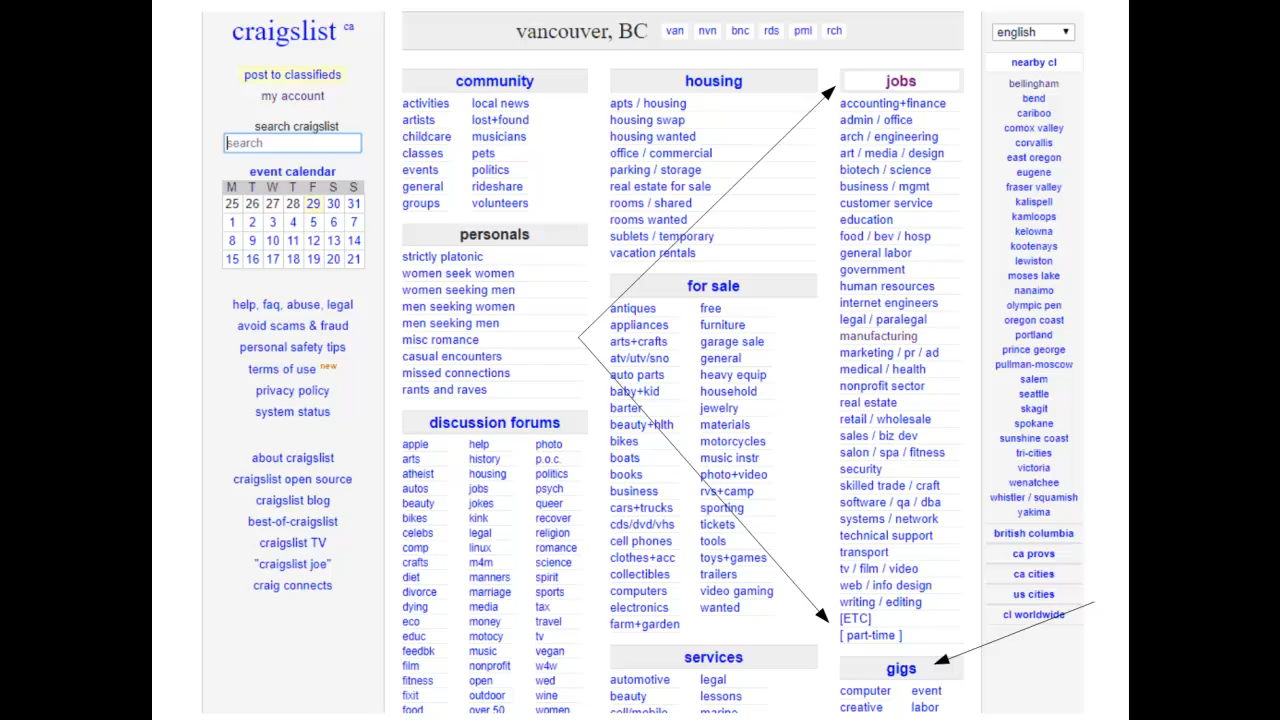 craigslist ca
post to classifieds
my account
search craigslist
search
event calendar
M T W T F S S
25 26 27 28 29 30 31
1 2 3 4 5 6 7
8 9 10 11 12 13 14
15 16 17 18 19 20 21
help, faq, abuse, legal
avoid scams & fraud
personal safety tips
terms of use new
privacy policy
system status
about craigslist
craigslist open source
craigslist blog
best-of-craigslist
craigslist TV
"craigslist joe"
craig connects
vancouver, BC van nvn bnc rds pml rch
community
activities local news
artists lost+found
childcare musicians
classes pets
events politics
general rideshare
groups volunteers
personals
strictly platonic
women seek women
women seeking men
men seeking women
men seeking men
misc romance
casual encounters
missed connections
rants and raves
discussion forums
apple help photo
arts history p.o.c.
atheist housing politics
autos jobs psych
beauty jokes queer
bikes kink recover
celebs legal religion
comp linux romance
crafts m4m science
diet manners spirit
divorce marriage sports
dying media tax
eco money travel
educ motocy tv
feedbk music vegan
film nonprofit w4w
fitness open wed
fixit outdoor wine
food over 50 women
housing
apts / housing
housing swap
housing wanted
office / commercial
parking / storage
real estate for sale
rooms / shared
rooms wanted
sublets / temporary
vacation rentals
for sale
antiques free
appliances furniture
arts+crafts garage sale
atv/utv/sno general
auto parts heavy equip
baby+kid household
barter jewelry
beauty+hlth materials
bikes motorcycles
boats music instr
books photo+video
business rvs+camp
cars+trucks sporting
cds/dvd/vhs tickets
cell phones tools
clothes+acc toys+games
collectibles trailers
computers video gaming
electronics wanted
farm+garden
services
automotive legal
beauty lessons
cell/mobile marine
jobs
accounting+finance
admin / office
arch / engineering
art / media / design
biotech / science
business / mgmt
customer service
education
food / bev / hosp
general labor
government
human resources
internet engineers
legal / paralegal
manufacturing
marketing / pr / ad
medical / health
nonprofit sector
real estate
retail / wholesale
sales / biz dev
salon / spa / fitness
security
skilled trade / craft
software / qa / dba
systems / network
technical support
transport
tv / film / video
web / info design
writing / editing
[ETC]
[ part-time ]
gigs
computer event
creative labor
english
nearby cl
bellingham
bend
cariboo
comox valley
corvallis
east oregon
eugene
fraser valley
kalispell
kamloops
kelowna
kootenays
lewiston
moses lake
nanaimo
olympic pen
oregon coast
portland
prince george
pullman-moscow
salem
seattle
skagit
spokane
sunshine coast
tri-cities
victoria
wenatchee
whistler / squamish
yakima
british columbia
ca provs
ca cities
us cities
cl worldwide